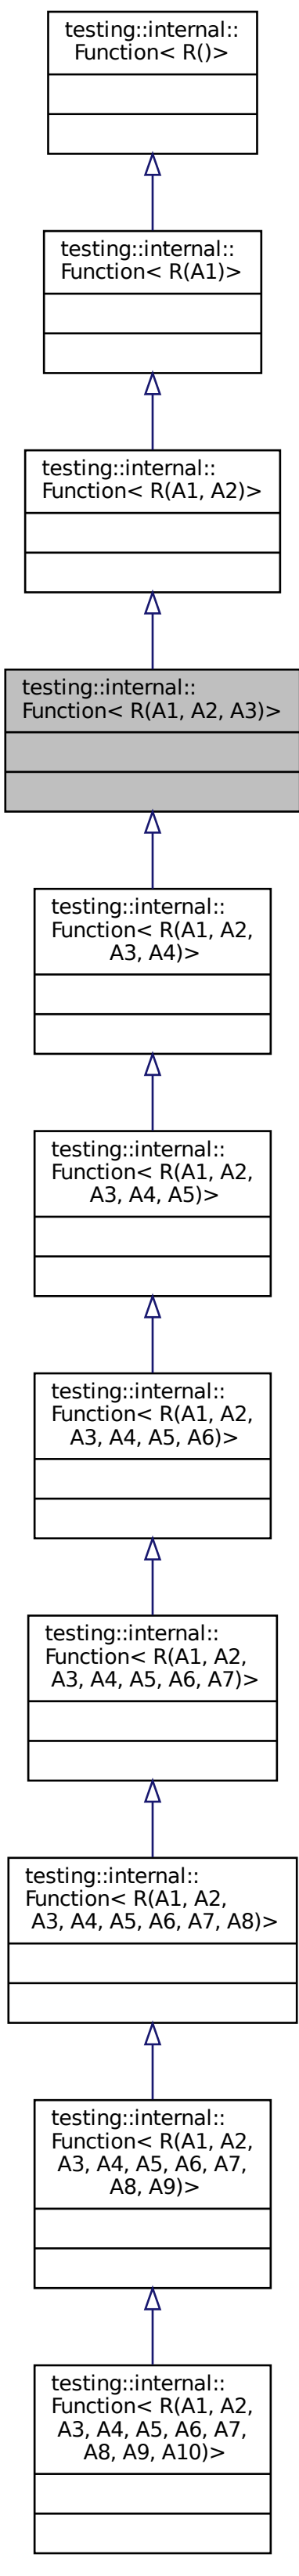 testing::internal::
Function< R()>
testing::internal::
Function< R(A1)>
testing::internal::
Function< R(A1, A2)>
testing::internal::
Function< R(A1, A2, A3)>
testing::internal::
Function< R(A1, A2,
A3, A4)>
testing::internal::
Function< R(A1, A2,
A3, A4, A5)>
testing::internal::
Function< R(A1, A2,
A3, A4, A5, A6)>
testing::internal::
Function< R(A1, A2,
A3, A4, A5, A6, A7)>
testing::internal::
Function< R(A1, A2,
A3, A4, A5, A6, A7, A8)>
testing::internal::
Function< R(A1, A2,
A3, A4, A5, A6, A7,
A8, A9)>
testing::internal::
Function< R(A1, A2,
A3, A4, A5, A6, A7,
A8, A9, A10)>